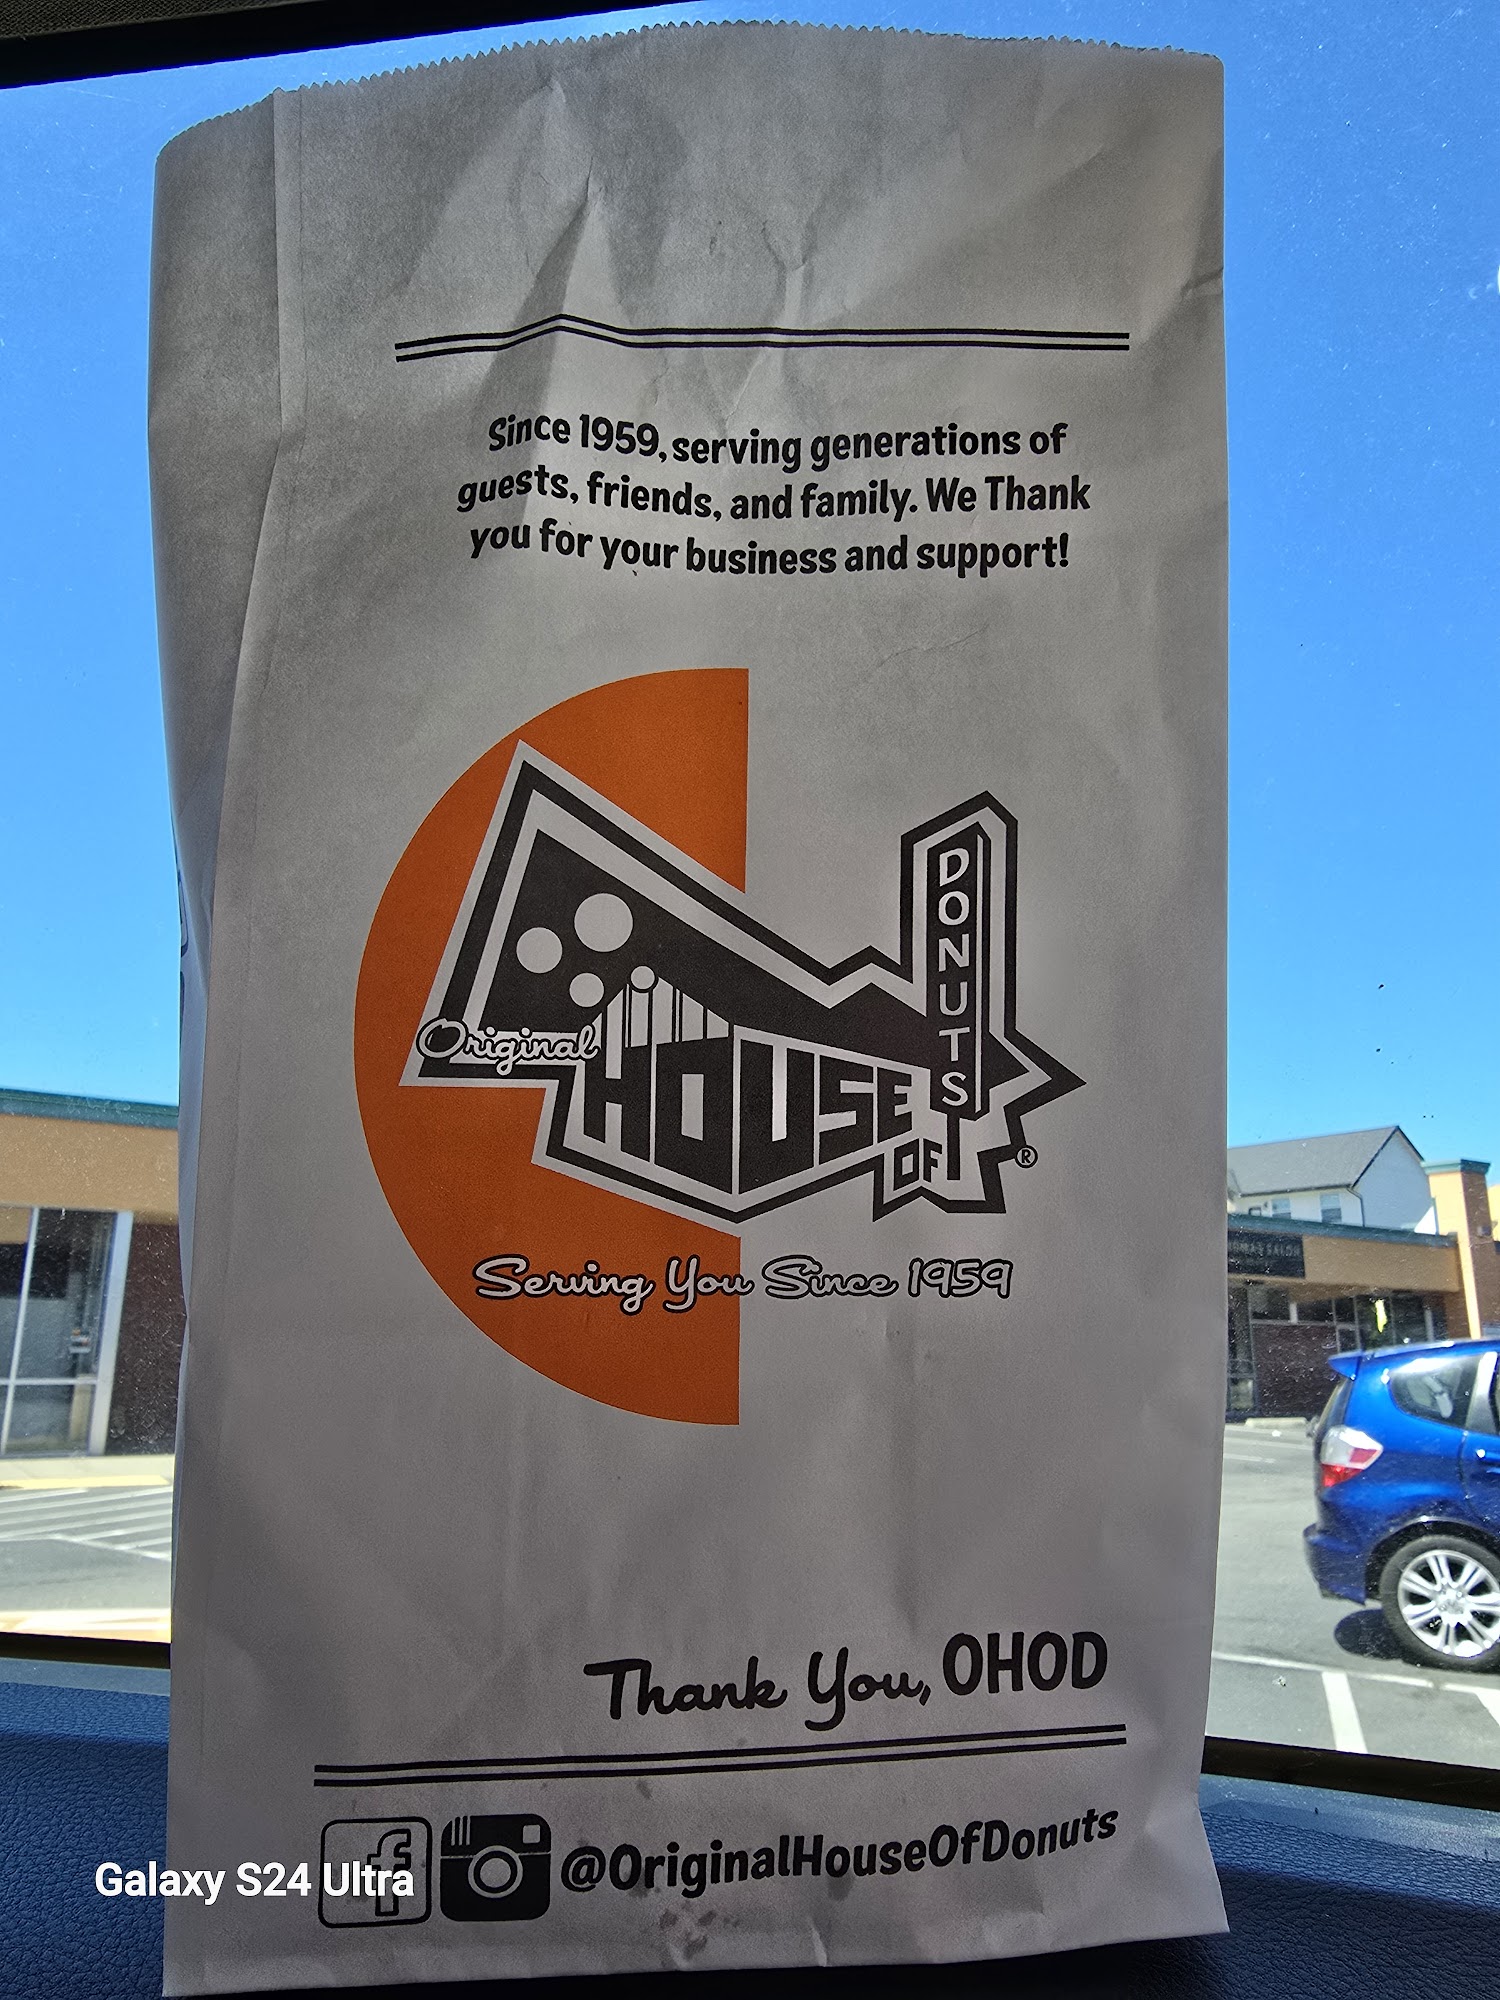 Since 1959, serving generations of
guests, friends, and family. We Thank
you for your business and support!
DONUTS
Original
HOUSE
OF
®
Serving You Since 1959
Thank You, OHOD
@OriginalHouseOfDonuts
Galaxy S24 Ultra